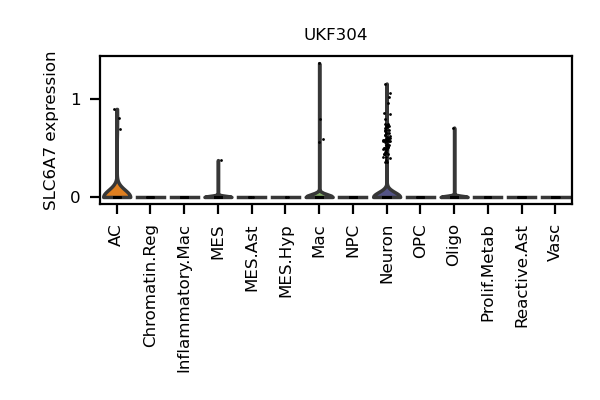 UKF304
SLC6A7 expression
1
0
AC
Chromatin.Reg
Inflammatory.Mac
MES
MES.Ast
MES.Hyp
Mac
NPC
Neuron
OPC
Oligo
Prolif.Metab
Reactive.Ast
Vasc